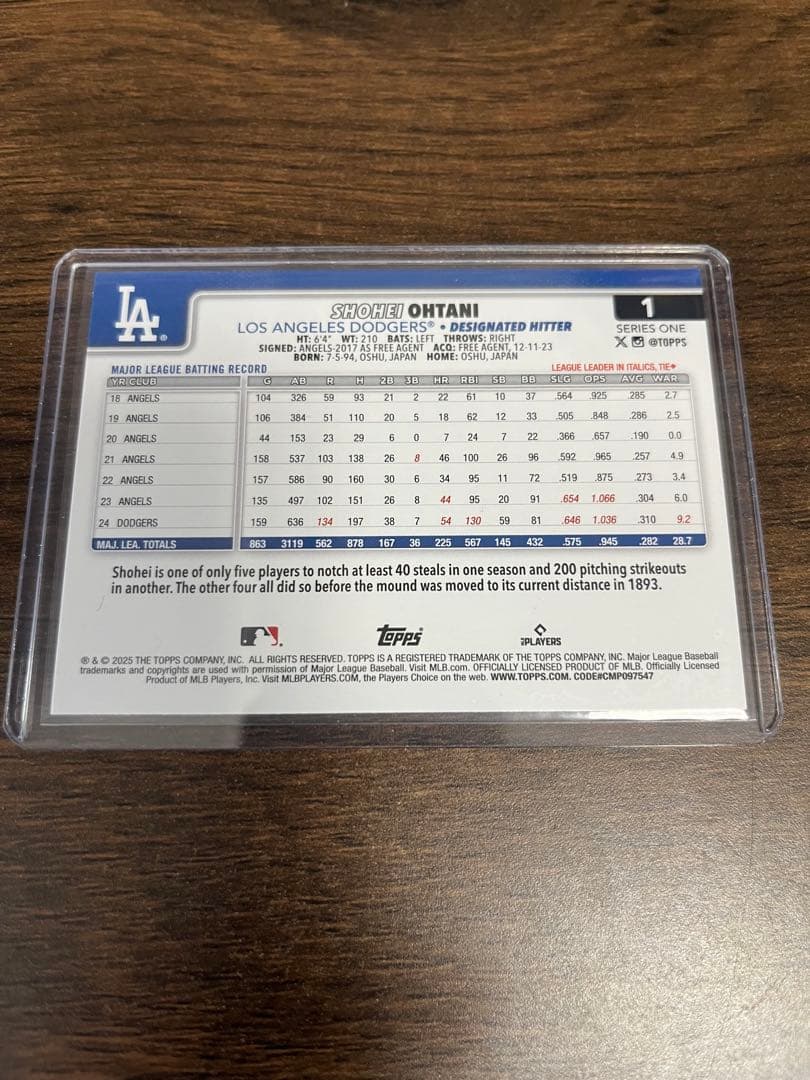 LA
SHOHEI OHTANI
1
LOS ANGELES DODGERS® • DESIGNATED HITTER
SERIES ONE
HT: 6'4" WT: 210 BATS: LEFT THROWS: RIGHT
@TOPPS
SIGNED: ANGELS-2017 AS FREE AGENT ACQ: FREE AGENT, 12-11-23
BORN: 7-5-94, OSHU, JAPAN HOME: OSHU, JAPAN
MAJOR LEAGUE BATTING RECORD
LEAGUE LEADER IN ITALICS, TIE♦
YR CLUB G AB R H 2B 3B HR RBI SB BB SLG OPS AVG WAR
18 ANGELS 104 326 59 93 21 2 22 61 10 37 .564 .925 .285 2.7
19 ANGELS 106 384 51 110 20 5 18 62 12 33 .505 .848 .286 2.5
20 ANGELS 44 153 23 29 6 0 7 24 7 22 .366 .657 .190 0.0
21 ANGELS 158 537 103 138 26 8 46 100 26 96 .592 .965 .257 4.9
22 ANGELS 157 586 90 160 30 6 34 95 11 72 .519 .875 .273 3.4
23 ANGELS 135 497 102 151 26 8 44 95 20 91 .654 1.066 .304 6.0
24 DODGERS 159 636 134 197 38 7 54 130 59 81 .646 1.036 .310 9.2
MAJ. LEA. TOTALS 863 3119 562 878 167 36 225 567 145 432 .575 .945 .282 28.7
Shohei is one of only five players to notch at least 40 steals in one season and 200 pitching strikeouts
in another. The other four all did so before the mound was moved to its current distance in 1893.
Topps
PLAYERS
® & © 2025 THE TOPPS COMPANY, INC. ALL RIGHTS RESERVED. TOPPS IS A REGISTERED TRADEMARK OF THE TOPPS COMPANY, INC. Major League Baseball
trademarks and copyrights are used with permission of Major League Baseball. Visit MLB.com. OFFICIALLY LICENSED PRODUCT OF MLB. Officially Licensed
Product of MLB Players, Inc. Visit MLBPLAYERS.COM, the Players Choice on the web. WWW.TOPPS.COM. CODE#CMP097547